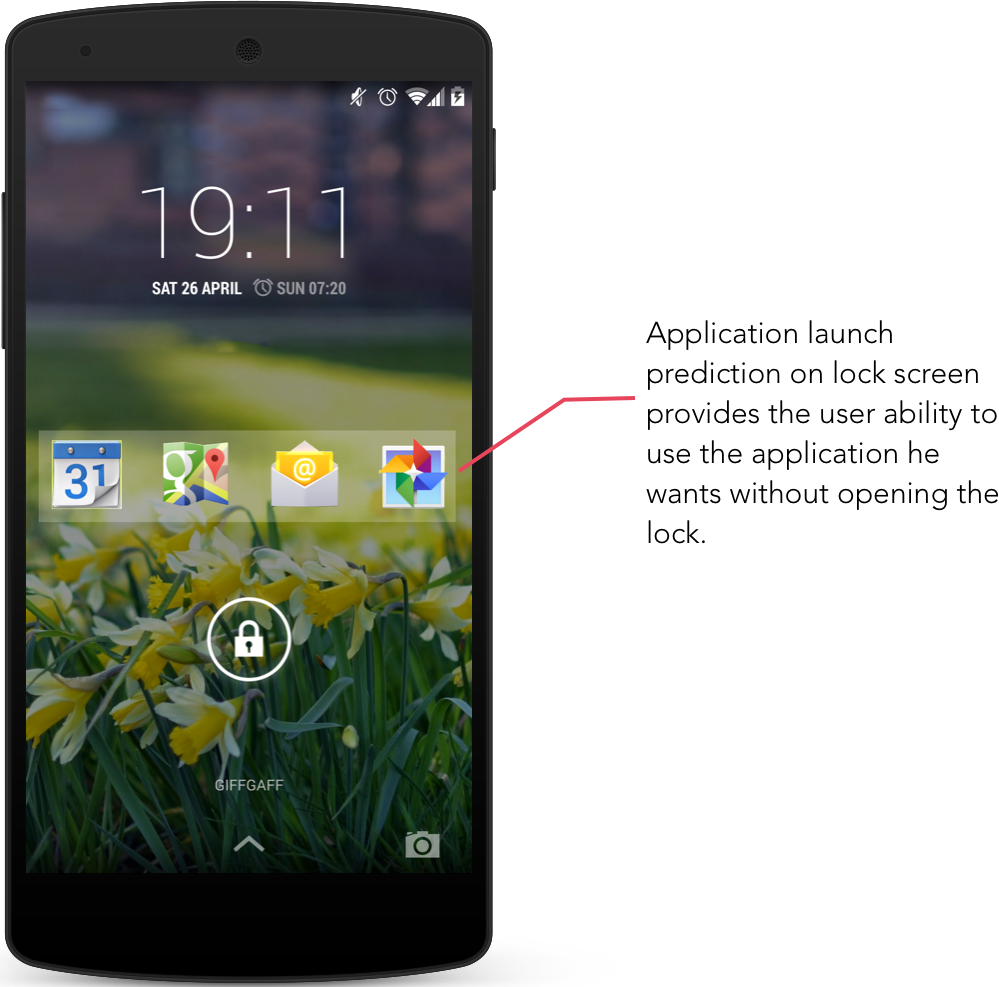 19:11
SAT 26 APRIL SUN 07:20
31
g
@
GIFFGAFF
Application launch
prediction on lock screen
provides the user ability to
use the application he
wants without opening the
lock.